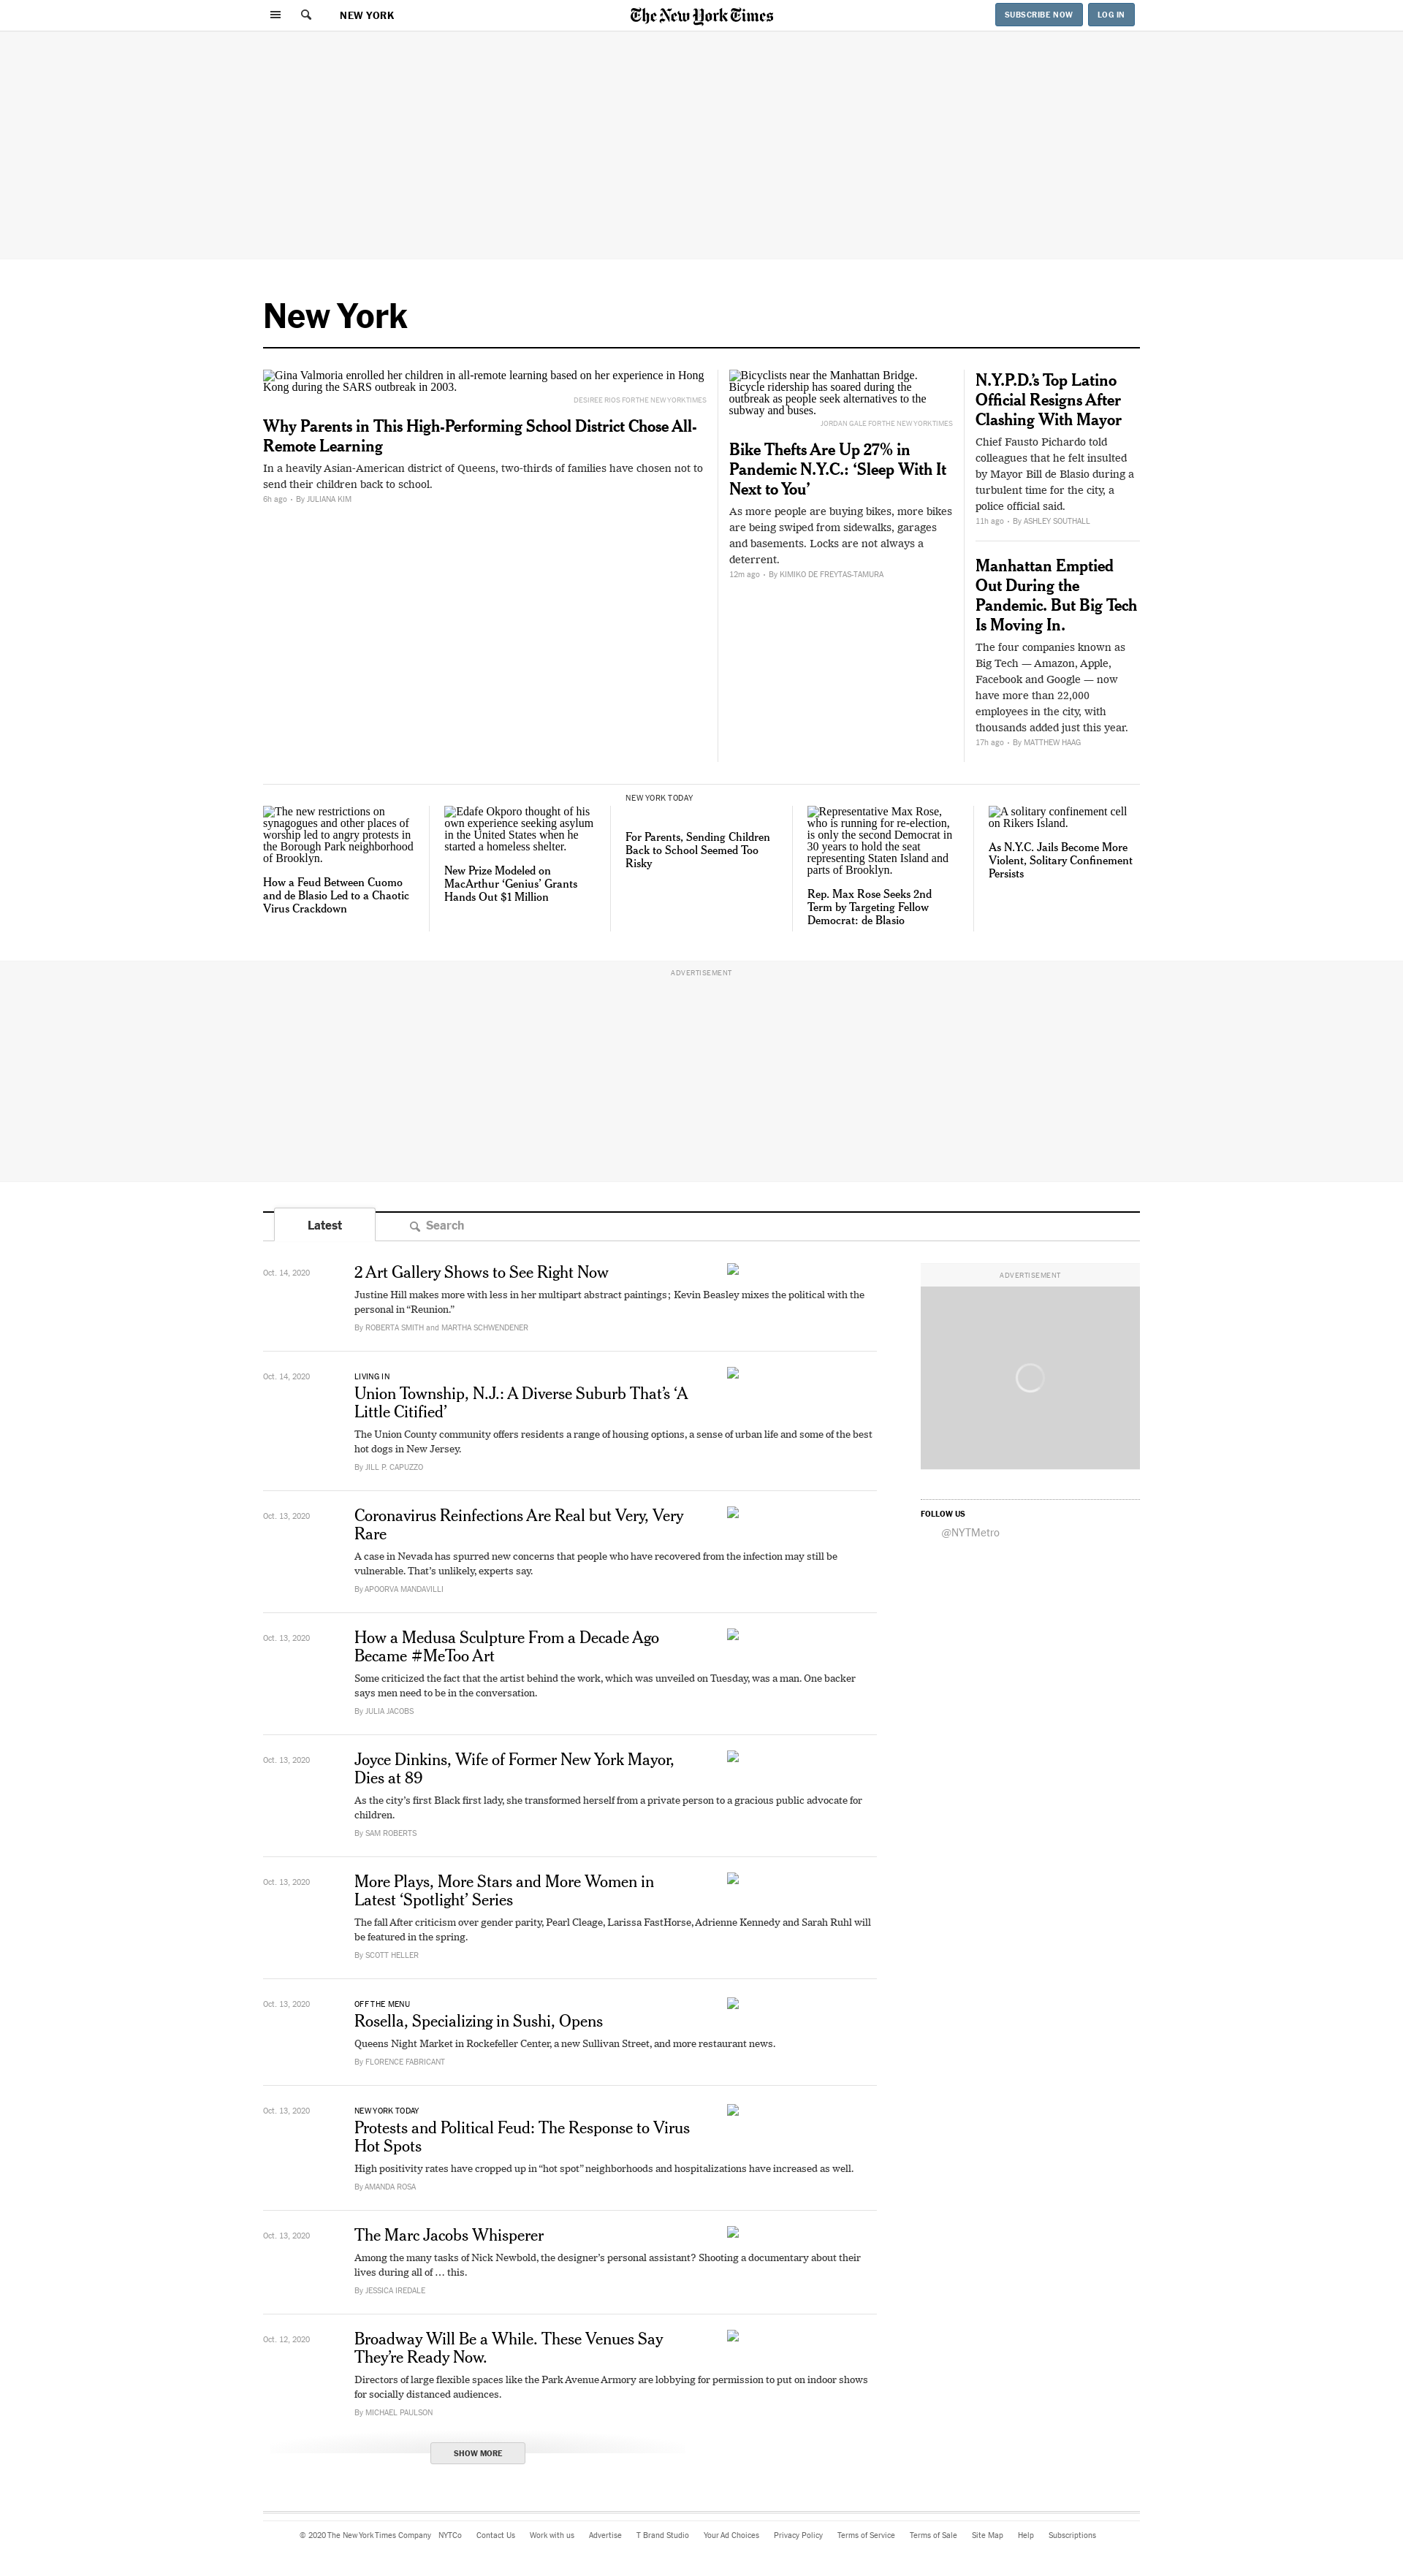 NEW YORK
The New York Times
SUBSCRIBE NOW
LOG IN
New York
Gina Valmoria enrolled her children in all-remote learning based on her experience in Hong
Kong during the SARS outbreak in 2003.
DESIREE RIOS FOR THE NEW YORK TIMES
Why Parents in This High-Performing School District Chose All-
Remote Learning
In a heavily Asian-American district of Queens, two-thirds of families have chosen not to
send their children back to school.
6h ago • By JULIANA KIM
Bicyclists near the Manhattan Bridge.
Bicycle ridership has soared during the
outbreak as people seek alternatives to the
subway and buses.
JORDAN GALE FOR THE NEW YORK TIMES
Bike Thefts Are Up 27% in
Pandemic N.Y.C.: ‘Sleep With It
Next to You’
As more people are buying bikes, more bikes
are being swiped from sidewalks, garages
and basements. Locks are not always a
deterrent.
12m ago • By KIMIKO DE FREYTAS-TAMURA
N.Y.P.D.’s Top Latino
Official Resigns After
Clashing With Mayor
Chief Fausto Pichardo told
colleagues that he felt insulted
by Mayor Bill de Blasio during a
turbulent time for the city, a
police official said.
11h ago • By ASHLEY SOUTHALL
Manhattan Emptied
Out During the
Pandemic. But Big Tech
Is Moving In.
The four companies known as
Big Tech — Amazon, Apple,
Facebook and Google — now
have more than 22,000
employees in the city, with
thousands added just this year.
17h ago • By MATTHEW HAAG
The new restrictions on
synagogues and other places of
worship led to angry protests in
the Borough Park neighborhood
of Brooklyn.
How a Feud Between Cuomo
and de Blasio Led to a Chaotic
Virus Crackdown
Edafe Okporo thought of his
own experience seeking asylum
in the United States when he
started a homeless shelter.
New Prize Modeled on
MacArthur ‘Genius’ Grants
Hands Out $1 Million
NEW YORK TODAY
For Parents, Sending Children
Back to School Seemed Too
Risky
Representative Max Rose,
who is running for re-election,
is only the second Democrat in
30 years to hold the seat
representing Staten Island and
parts of Brooklyn.
Rep. Max Rose Seeks 2nd
Term by Targeting Fellow
Democrat: de Blasio
A solitary confinement cell
on Rikers Island.
As N.Y.C. Jails Become More
Violent, Solitary Confinement
Persists
ADVERTISEMENT
Latest
Search
Oct. 14, 2020
2 Art Gallery Shows to See Right Now
Justine Hill makes more with less in her multipart abstract paintings; Kevin Beasley mixes the political with the
personal in “Reunion.”
By ROBERTA SMITH and MARTHA SCHWENDENER
Oct. 14, 2020
LIVING IN
Union Township, N.J.: A Diverse Suburb That’s ‘A
Little Citified’
The Union County community offers residents a range of housing options, a sense of urban life and some of the best
hot dogs in New Jersey.
By JILL P. CAPUZZO
Oct. 13, 2020
Coronavirus Reinfections Are Real but Very, Very
Rare
A case in Nevada has spurred new concerns that people who have recovered from the infection may still be
vulnerable. That’s unlikely, experts say.
By APOORVA MANDAVILLI
Oct. 13, 2020
How a Medusa Sculpture From a Decade Ago
Became #MeToo Art
Some criticized the fact that the artist behind the work, which was unveiled on Tuesday, was a man. One backer
says men need to be in the conversation.
By JULIA JACOBS
Oct. 13, 2020
Joyce Dinkins, Wife of Former New York Mayor,
Dies at 89
As the city’s first Black first lady, she transformed herself from a private person to a gracious public advocate for
children.
By SAM ROBERTS
Oct. 13, 2020
More Plays, More Stars and More Women in
Latest ‘Spotlight’ Series
The fall After criticism over gender parity, Pearl Cleage, Larissa FastHorse, Adrienne Kennedy and Sarah Ruhl will
be featured in the spring.
By SCOTT HELLER
Oct. 13, 2020
OFF THE MENU
Rosella, Specializing in Sushi, Opens
Queens Night Market in Rockefeller Center, a new Sullivan Street, and more restaurant news.
By FLORENCE FABRICANT
Oct. 13, 2020
NEW YORK TODAY
Protests and Political Feud: The Response to Virus
Hot Spots
High positivity rates have cropped up in “hot spot” neighborhoods and hospitalizations have increased as well.
By AMANDA ROSA
Oct. 13, 2020
The Marc Jacobs Whisperer
Among the many tasks of Nick Newbold, the designer’s personal assistant? Shooting a documentary about their
lives during all of … this.
By JESSICA IREDALE
Oct. 12, 2020
Broadway Will Be a While. These Venues Say
They’re Ready Now.
Directors of large flexible spaces like the Park Avenue Armory are lobbying for permission to put on indoor shows
for socially distanced audiences.
By MICHAEL PAULSON
SHOW MORE
ADVERTISEMENT
FOLLOW US
@NYTMetro
© 2020 The New York Times Company NYTCo Contact Us Work with us Advertise T Brand Studio Your Ad Choices Privacy Policy Terms of Service Terms of Sale Site Map Help Subscriptions